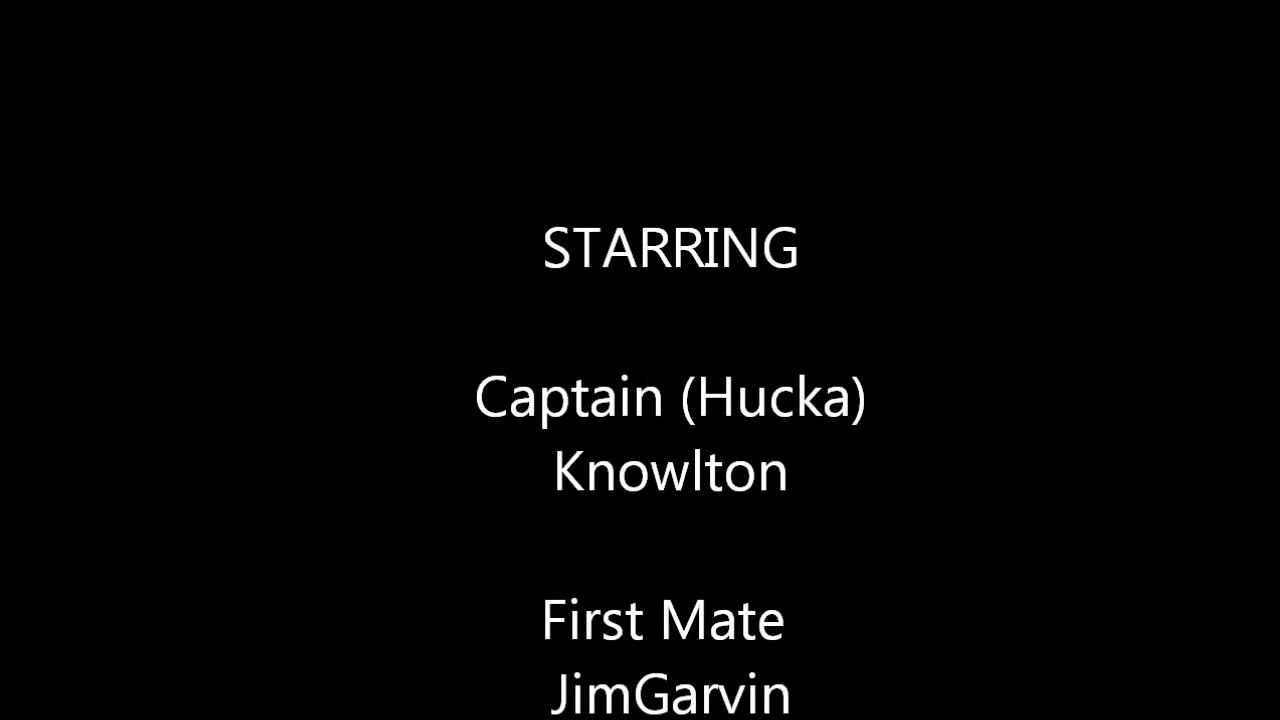 STARRING
Captain (Hucka)
Knowlton
First Mate
JimGarvin